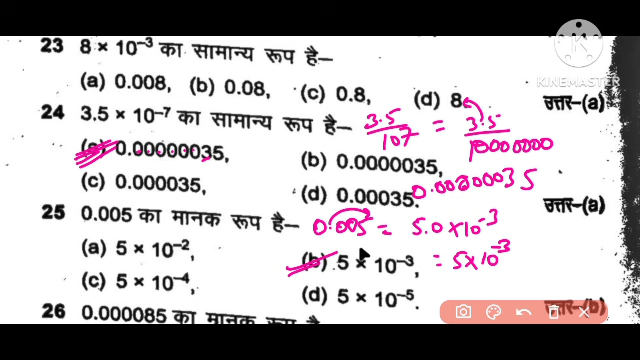 23 8 × 10⁻³ का सामान्य रूप है–
(a) 0.008, (b) 0.08, (c) 0.8, (d) 8 उत्तर–(a)
KINEMASTER
24 3.5 × 10⁻⁷ का सामान्य रूप है– 3.5/10⁷ = 3.5/10000000
(a) 0.00000035, (b) 0.0000035,
(c) 0.000035, (d) 0.00035. 0.00000035 उत्तर–(a)
25 0.005 का मानक रूप है– 0.005 = 5.0×10⁻³
(a) 5 × 10⁻², (b) 5 × 10⁻³, = 5×10⁻³
(c) 5 × 10⁻⁴, (d) 5 × 10⁻⁵. उत्तर–(b)
26 0.000085 का मानक रूप है–